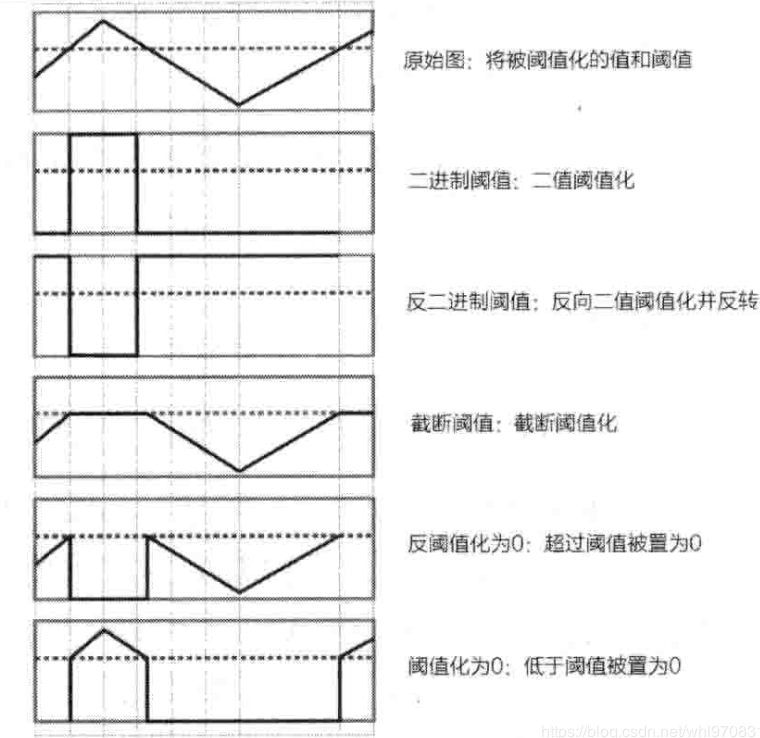 原始图：将被阈值化的值和阈值
二进制阈值：二值阈值化
反二进制阈值：反向二值阈值化并反转
截断阈值：截断阈值化
反阈值化为0：超过阈值被置为0
阈值化为0：低于阈值被置为0
https://blog.csdn.net/whl97083